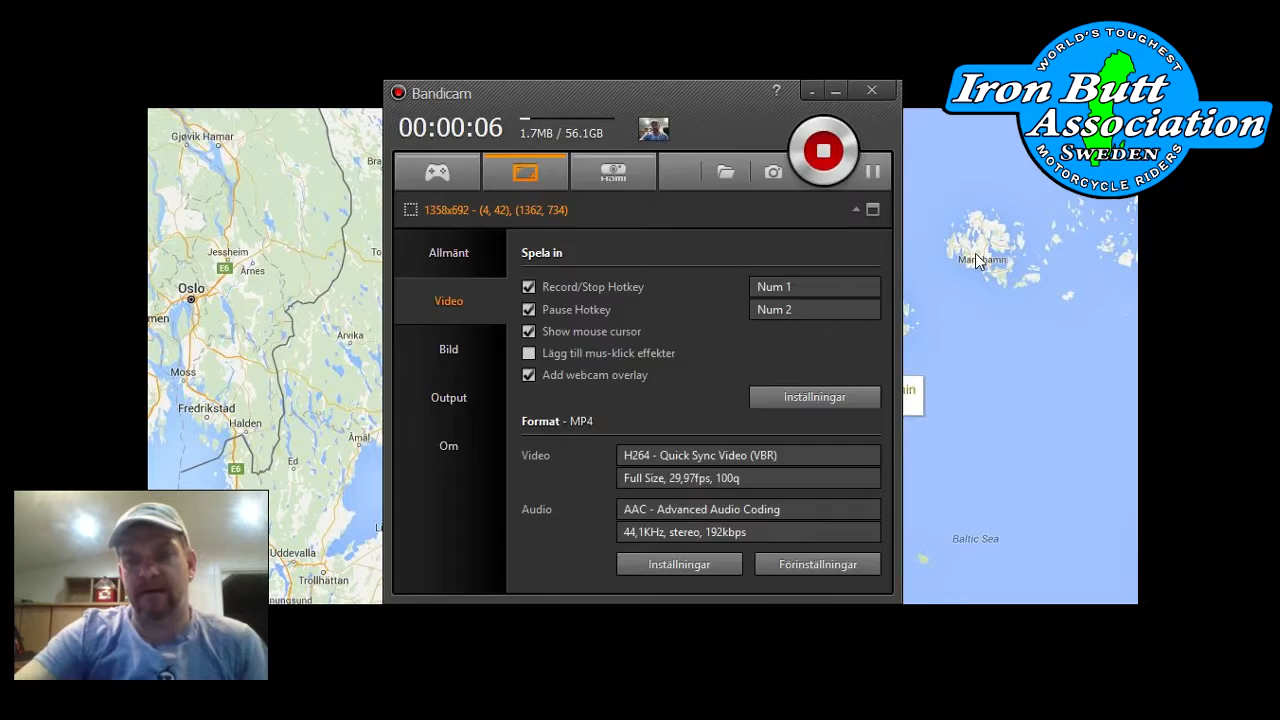 WORLD'S TOUGHEST
Iron Butt
Association
SWEDEN
MOTORCYCLE RIDERS
Bandicam
?
00:00:06
1.7MB / 56.1GB
HDMI
1358x692 - (4, 42), (1362, 734)
Allmänt
Video
Bild
Output
Om
Spela in
Record/Stop Hotkey
Num 1
Pause Hotkey
Num 2
Show mouse cursor
Lägg till mus-klick effekter
Add webcam overlay
Inställningar
Format - MP4
Video
H264 - Quick Sync Video (VBR)
Full Size, 29,97fps, 100q
Audio
AAC - Advanced Audio Coding
44,1KHz, stereo, 192kbps
Inställningar
Förinställningar
Gjøvik Hamar
Jessheim
E6
Årnes
Oslo
Arvika
Moss
Fredrikstad
Halden
Åmål
E6
Ed
Uddevalla
Trollhättan
Baltic Sea